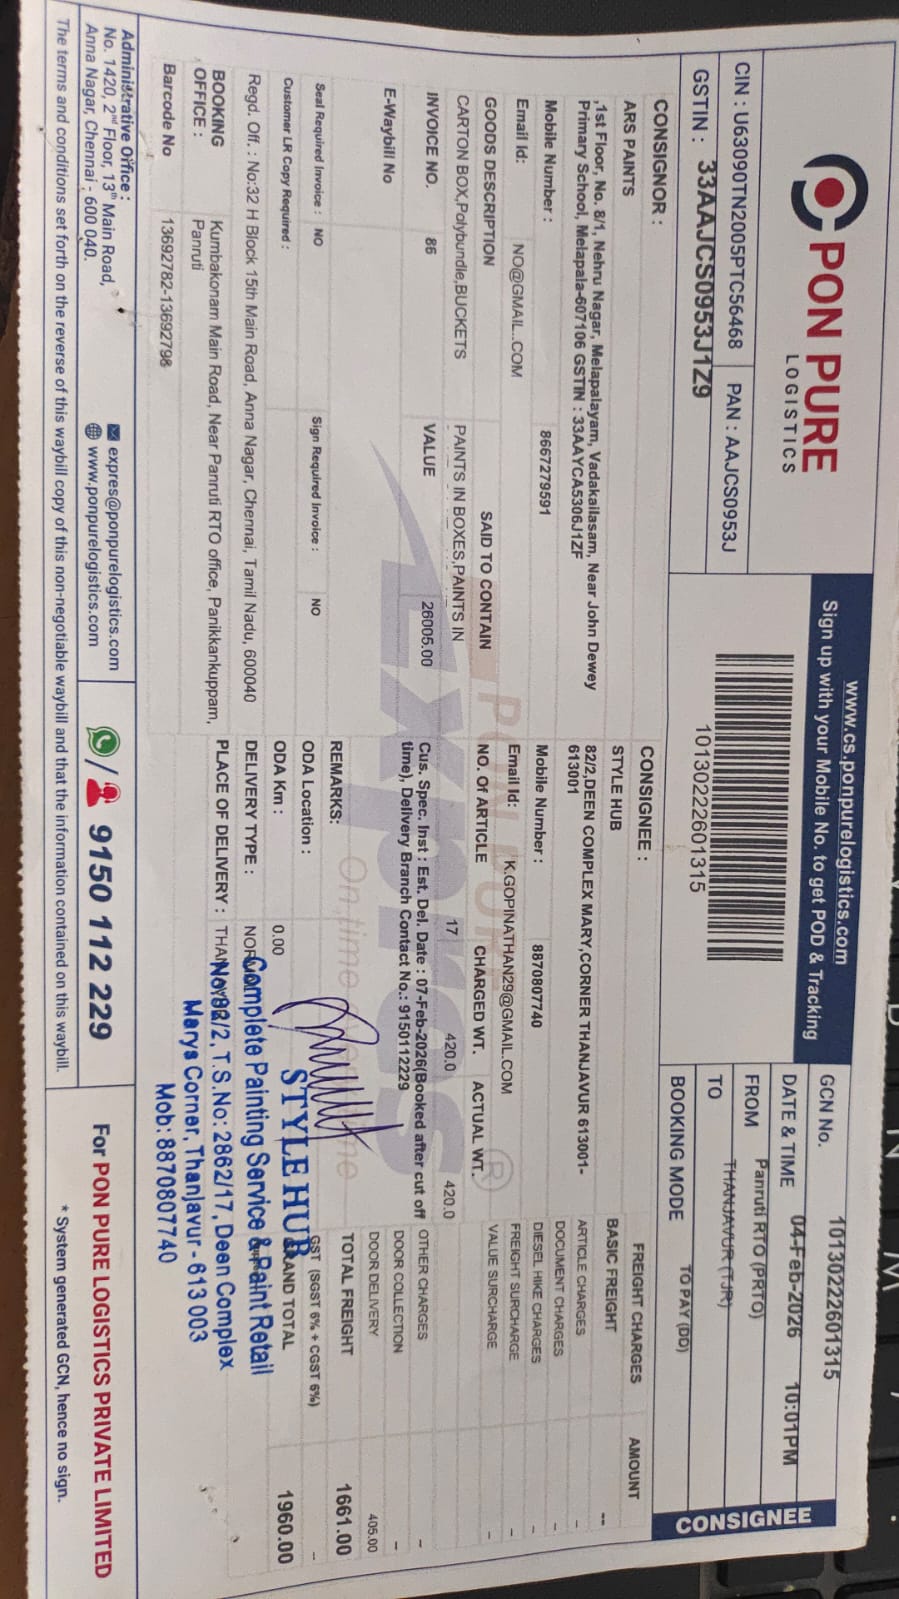 PON PURE
LOGISTICS
CIN : U63090TN2005PTC56468
PAN : AAJCS0953J
GSTIN : 33AAJCS0953J1Z9
www.cs.ponpurelogistics.com
Sign up with your Mobile No. to get POD & Tracking
101302222601315
GCN No. 101302222601315
DATE & TIME 04-Feb-2026 10:01PM
FROM Panruti RTO (PRTO)
TO THANJAVUR (TJR)
BOOKING MODE TO PAY (DD)
CONSIGNEE
CONSIGNOR :
ARS PAINTS
,1st Floor, No. 8/1, Nehru Nagar, Melapalayam, Vadakailasam, Near John Dewey
Primary School, Melapala-607106 GSTIN : 33AAYCA5306J1ZF
Mobile Number : 8667279591
Email Id: NO@GMAIL..COM
CONSIGNEE :
STYLE HUB
82/2,DEEN COMPLEX MARY,CORNER THANJAVUR 613001-
613001
Mobile Number : 8870807740
Email Id: K.GOPINATHAN29@GMAIL.COM
GOODS DESCRIPTION SAID TO CONTAIN NO. Of ARTICLE CHARGED WT. ACTUAL WT.
CARTON BOX,Polybundle,BUCKETS PAINTS IN BOXES,PAINTS IN 17 420.0 420.0
INVOICE NO. 86 VALUE 26005.00
Cus. Spec. Inst : Est. Del. Date : 07-Feb-2026(Booked after cut off
time), Delivery Branch Contact No.: 9150112229
E-Waybill No
REMARKS:
Seal Required Invoice : NO Sign Required Invoice : NO
ODA Location :
Customer LR Copy Required :
ODA Km : 0.00
Regd. Off. : No:32 H Block 15th Main Road, Anna Nagar, Chennai, Tamil Nadu, 600040
DELIVERY TYPE :
BOOKING OFFICE : Kumbakonam Main Road, Near Panruti RTO office, Panikkankuppam,
Panruti
PLACE OF DELIVERY :
Barcode No 13692782-13692798
FREIGHT CHARGES AMOUNT
BASIC FREIGHT --
ARTICLE CHARGES -
DOCUMENT CHARGES -
DIESEL HIKE CHARGES -
FREIGHT SURCHARGE -
VALUE SURCHARGE -
OTHER CHARGES -
DOOR COLLECTION -
DOOR DELIVERY 405.00
TOTAL FREIGHT 1661.00
GST (SGST 6% + CGST 6%) -
GRAND TOTAL 1960.00
PON PURE
Express
On time every time
STYLE HUB
Complete Painting Service & Paint Retail
No:82/2, T.S.No: 2862/17, Deen Complex
Marys Corner, Thanjavur - 613 003
Mob: 8870807740
Administrative Office :
No. 1420, 2nd Floor, 13th Main Road,
Anna Nagar, Chennai - 600 040.
expres@ponpurelogistics.com
www.ponpurelogistics.com
/ 9150 112 229
For PON PURE LOGISTICS PRIVATE LIMITED
* System generated GCN, hence no sign.
The terms and conditions set forth on the reverse of this waybill copy of this non-negotiable waybill and that the information contained on this waybill.